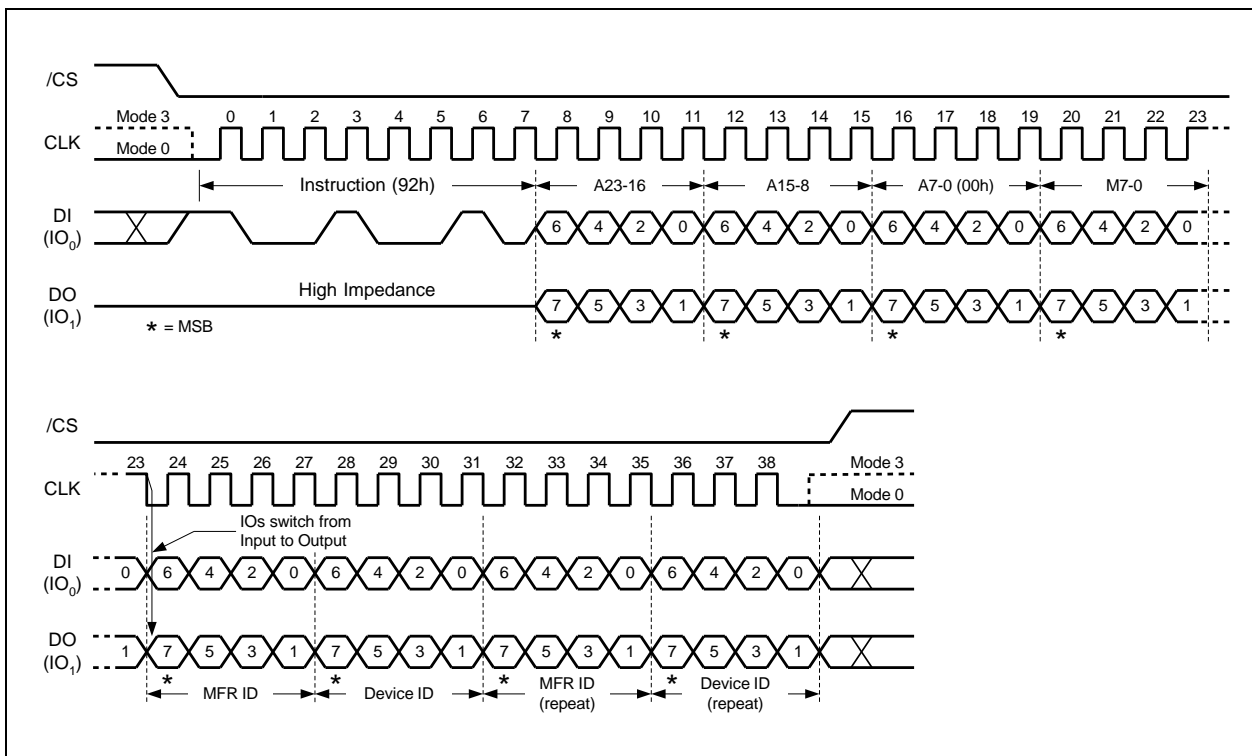 /CS
Mode 3
0 1 2 3 4 5 6 7 8 9 10 11 12 13 14 15 16 17 18 19 20 21 22 23
CLK
Mode 0
Instruction (92h) A23-16 A15-8 A7-0 (00h) M7-0
DI
(IO0)
6 4 2 0 6 4 2 0 6 4 2 0 6 4 2 0
High Impedance
DO
(IO1)
7 5 3 1 7 5 3 1 7 5 3 1 7 5 3 1
* = MSB
* * * *
/CS
23 24 25 26 27 28 29 30 31 32 33 34 35 36 37 38
Mode 3
CLK
Mode 0
IOs switch from
Input to Output
DI
(IO0)
0 6 4 2 0 6 4 2 0 6 4 2 0 6 4 2 0
DO
(IO1)
1 7 5 3 1 7 5 3 1 7 5 3 1 7 5 3 1
* * * *
MFR ID Device ID MFR ID
(repeat)
Device ID
(repeat)